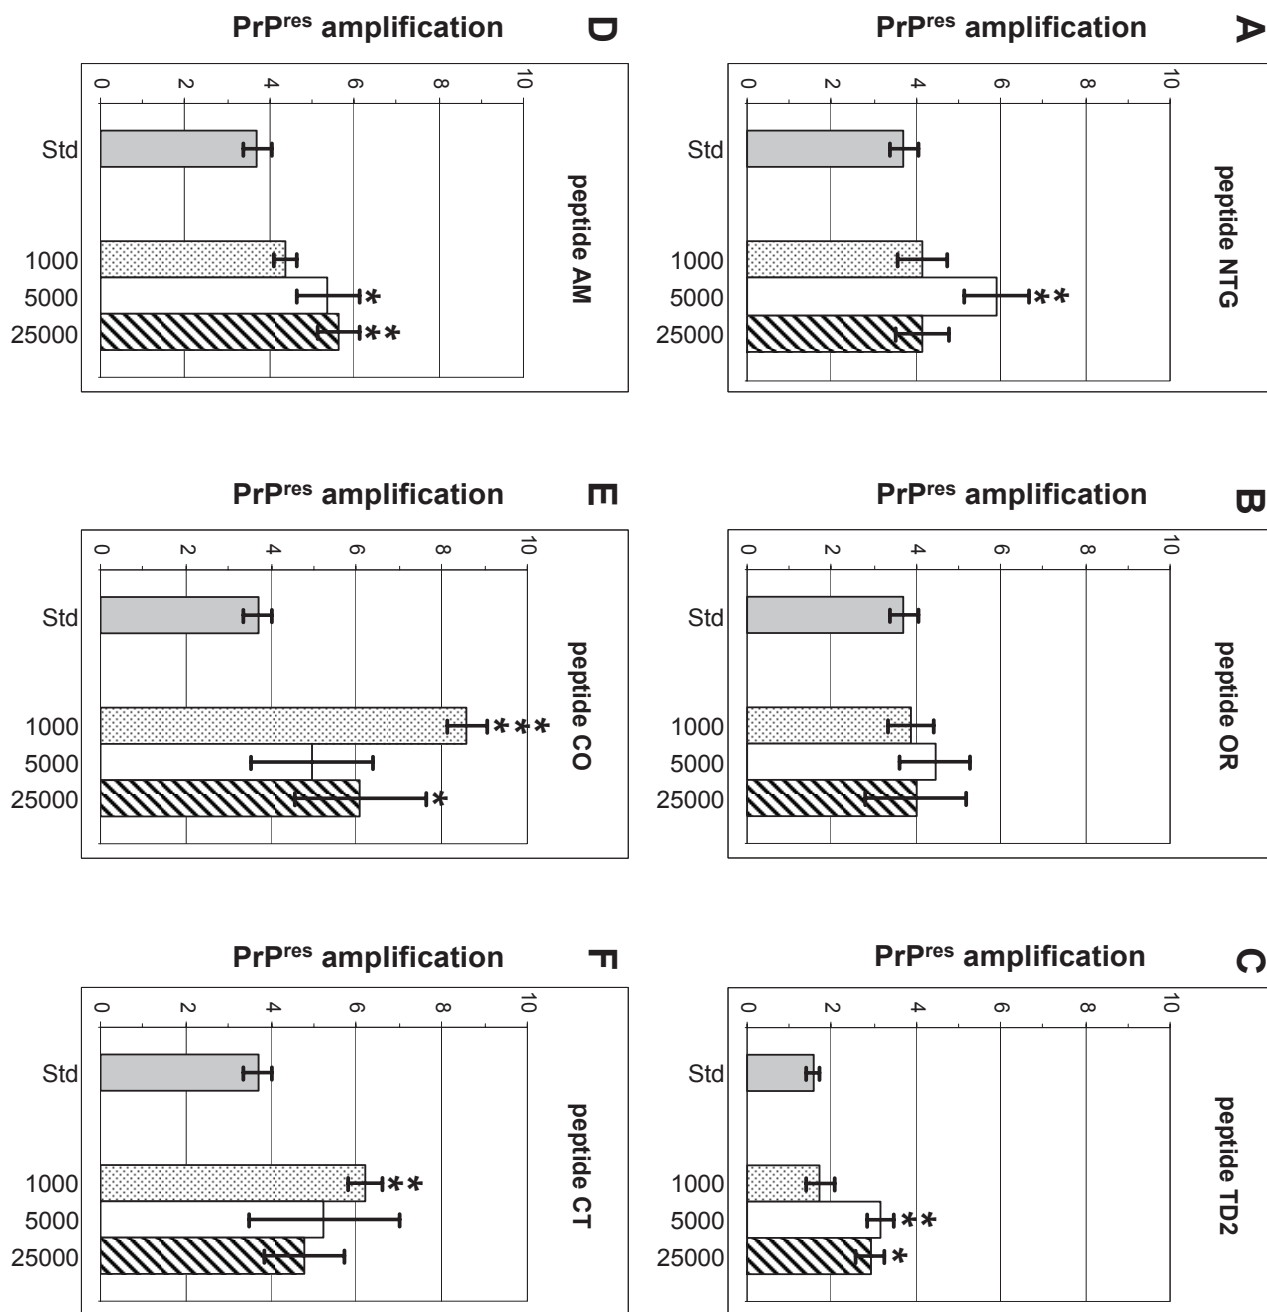 A
peptide NTG
PrPres amplification
10
8
6
4
2
0
Std
1000
5000
25000
**
B
peptide OR
PrPres amplification
10
8
6
4
2
0
Std
1000
5000
25000
C
peptide TD2
PrPres amplification
10
8
6
4
2
0
Std
1000
5000
25000
**
*
D
peptide AM
PrPres amplification
10
8
6
4
2
0
Std
1000
5000
25000
*
**
E
peptide CO
PrPres amplification
10
8
6
4
2
0
Std
1000
5000
25000
***
*
F
peptide CT
PrPres amplification
10
8
6
4
2
0
Std
1000
5000
25000
**